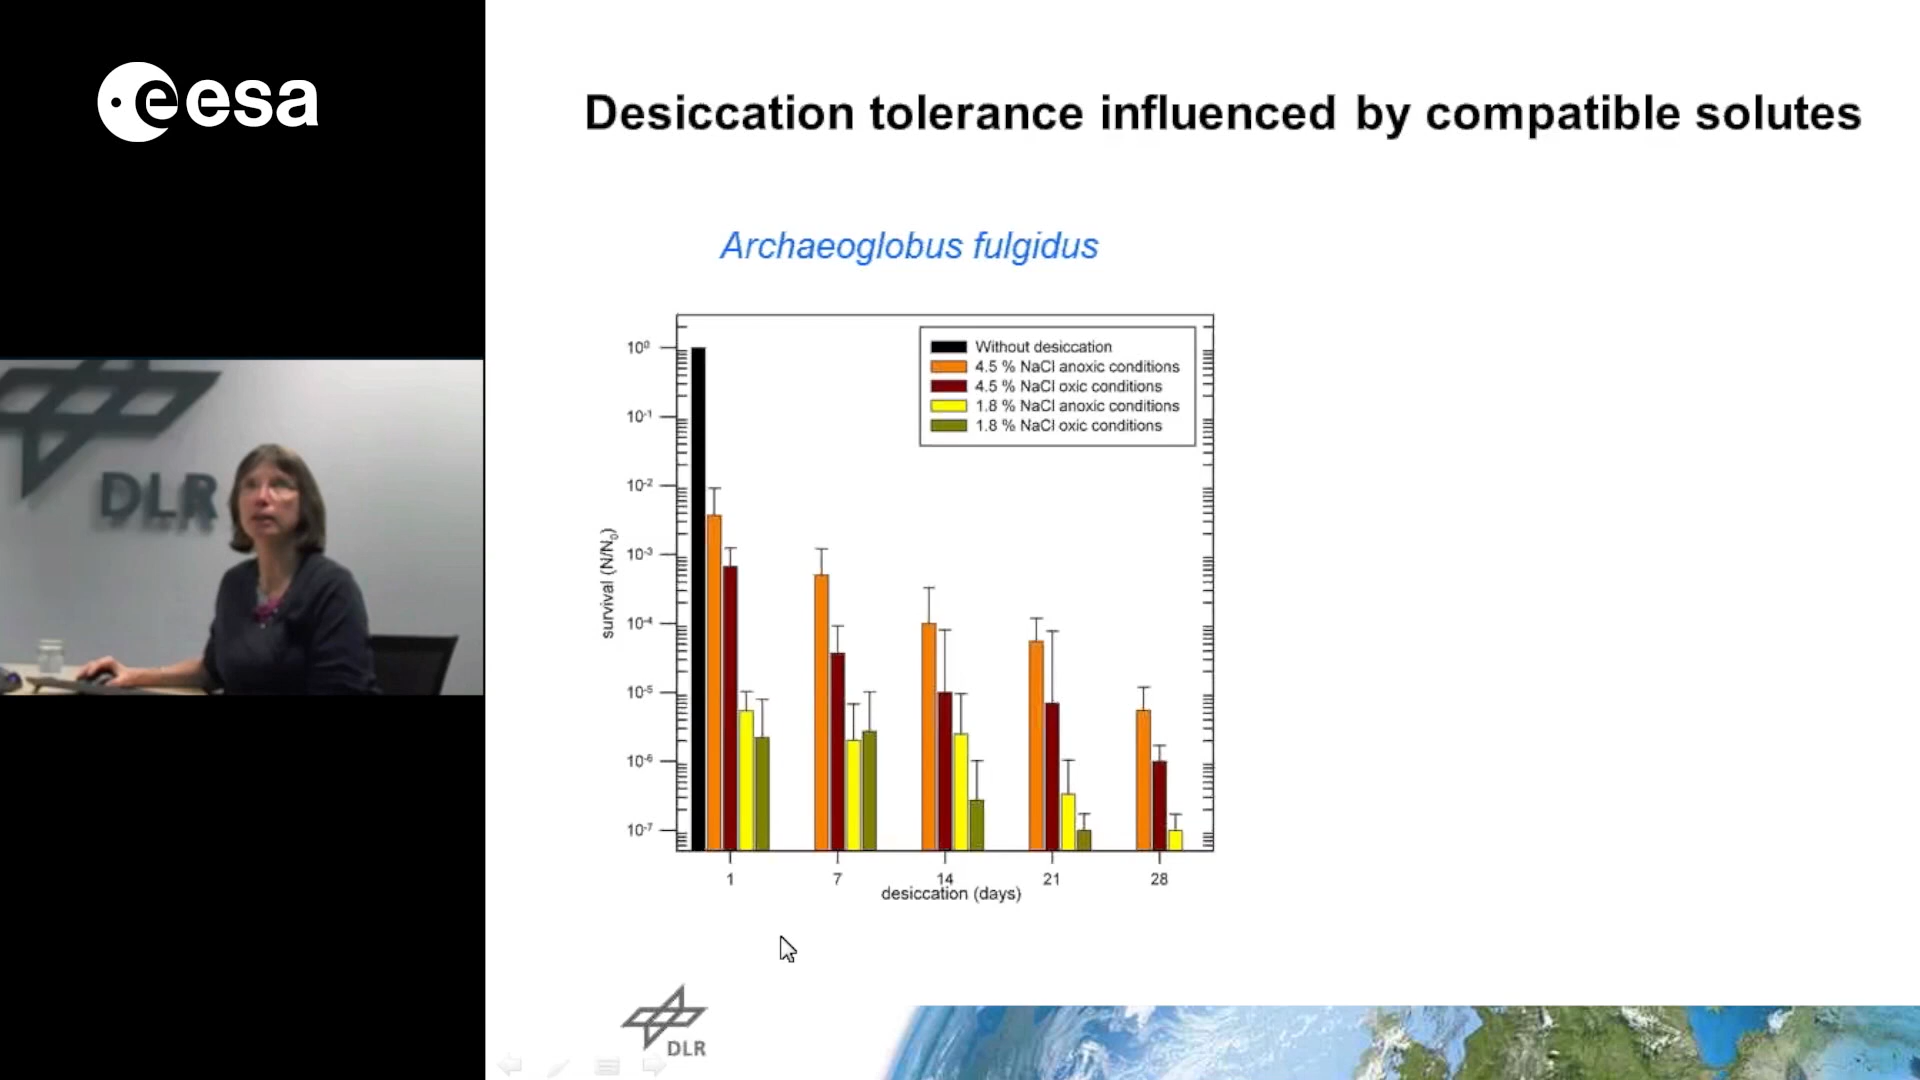 esa
Desiccation tolerance influenced by compatible solutes
Archaeoglobus fulgidus
Without desiccation
4.5 % NaCl anoxic conditions
4.5 % NaCl oxic conditions
1.8 % NaCl anoxic conditions
1.8 % NaCl oxic conditions
10⁰
10⁻¹
10⁻²
10⁻³
10⁻⁴
10⁻⁵
10⁻⁶
10⁻⁷
survival (N/N₀)
1 7 14 21 28
desiccation (days)
DLR
DLR